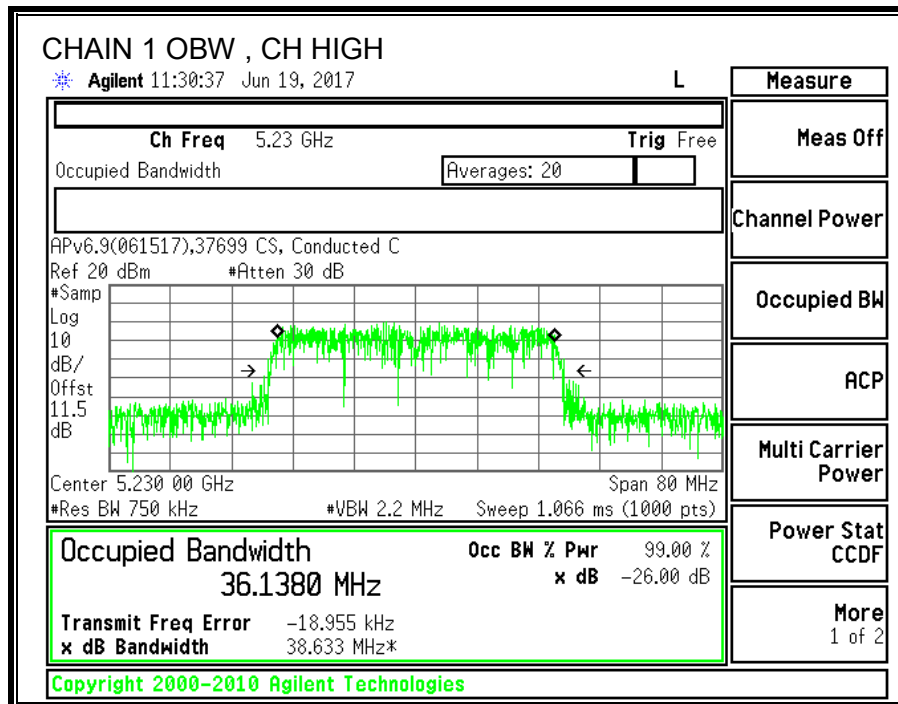 CHAIN 1 OBW , CH HIGH
Agilent 11:30:37 Jun 19, 2017 L
Measure
Ch Freq 5.23 GHz Trig Free
Meas Off
Occupied Bandwidth Averages: 20
Channel Power
APv6.9(061517),37699 CS, Conducted C
Ref 20 dBm #Atten 30 dB
#Samp
Log
10
dB/
Offst
11.5
dB
Occupied BW
ACP
Multi Carrier
Power
Center 5.230 00 GHz Span 80 MHz
#Res BW 750 kHz #VBW 2.2 MHz Sweep 1.066 ms (1000 pts)
Power Stat
CCDF
Occupied Bandwidth Occ BW % Pwr 99.00 %
36.1380 MHz x dB -26.00 dB
Transmit Freq Error -18.955 kHz
x dB Bandwidth 38.633 MHz*
More
1 of 2
Copyright 2000-2010 Agilent Technologies